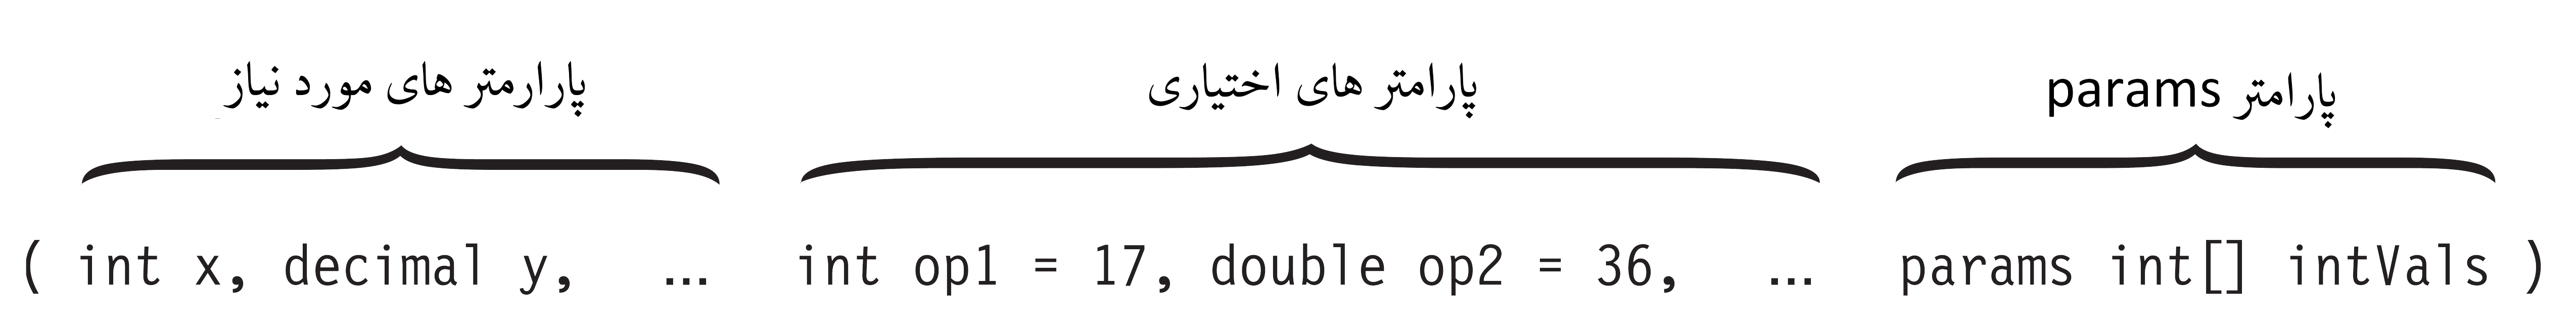 پارارمتر های مورد نیاز
پارامتر های اختیاری
پارامتر params
( int x, decimal y, ... int op1 = 17, double op2 = 36, ... params int[] intVals )